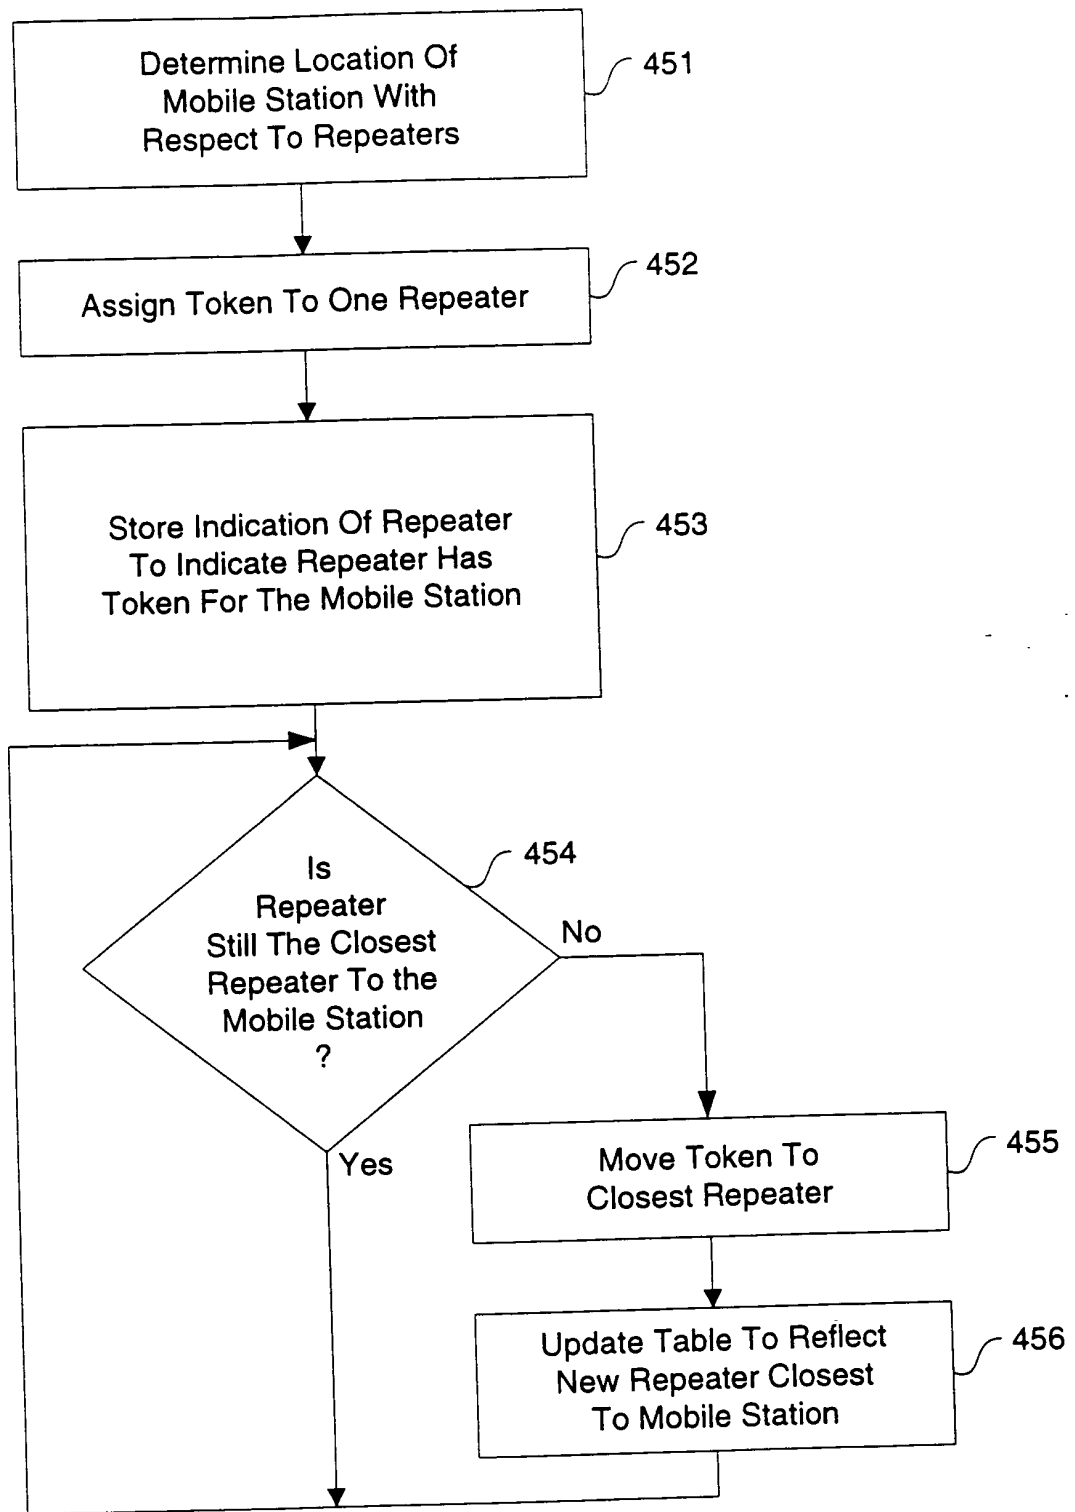 Determine Location Of
Mobile Station With
Respect To Repeaters
451
Assign Token To One Repeater
452
Store Indication Of Repeater
To Indicate Repeater Has
Token For The Mobile Station
453
Is
Repeater
Still The Closest
Repeater To the
Mobile Station
?
454
No
Yes
Move Token To
Closest Repeater
455
Update Table To Reflect
New Repeater Closest
To Mobile Station
456